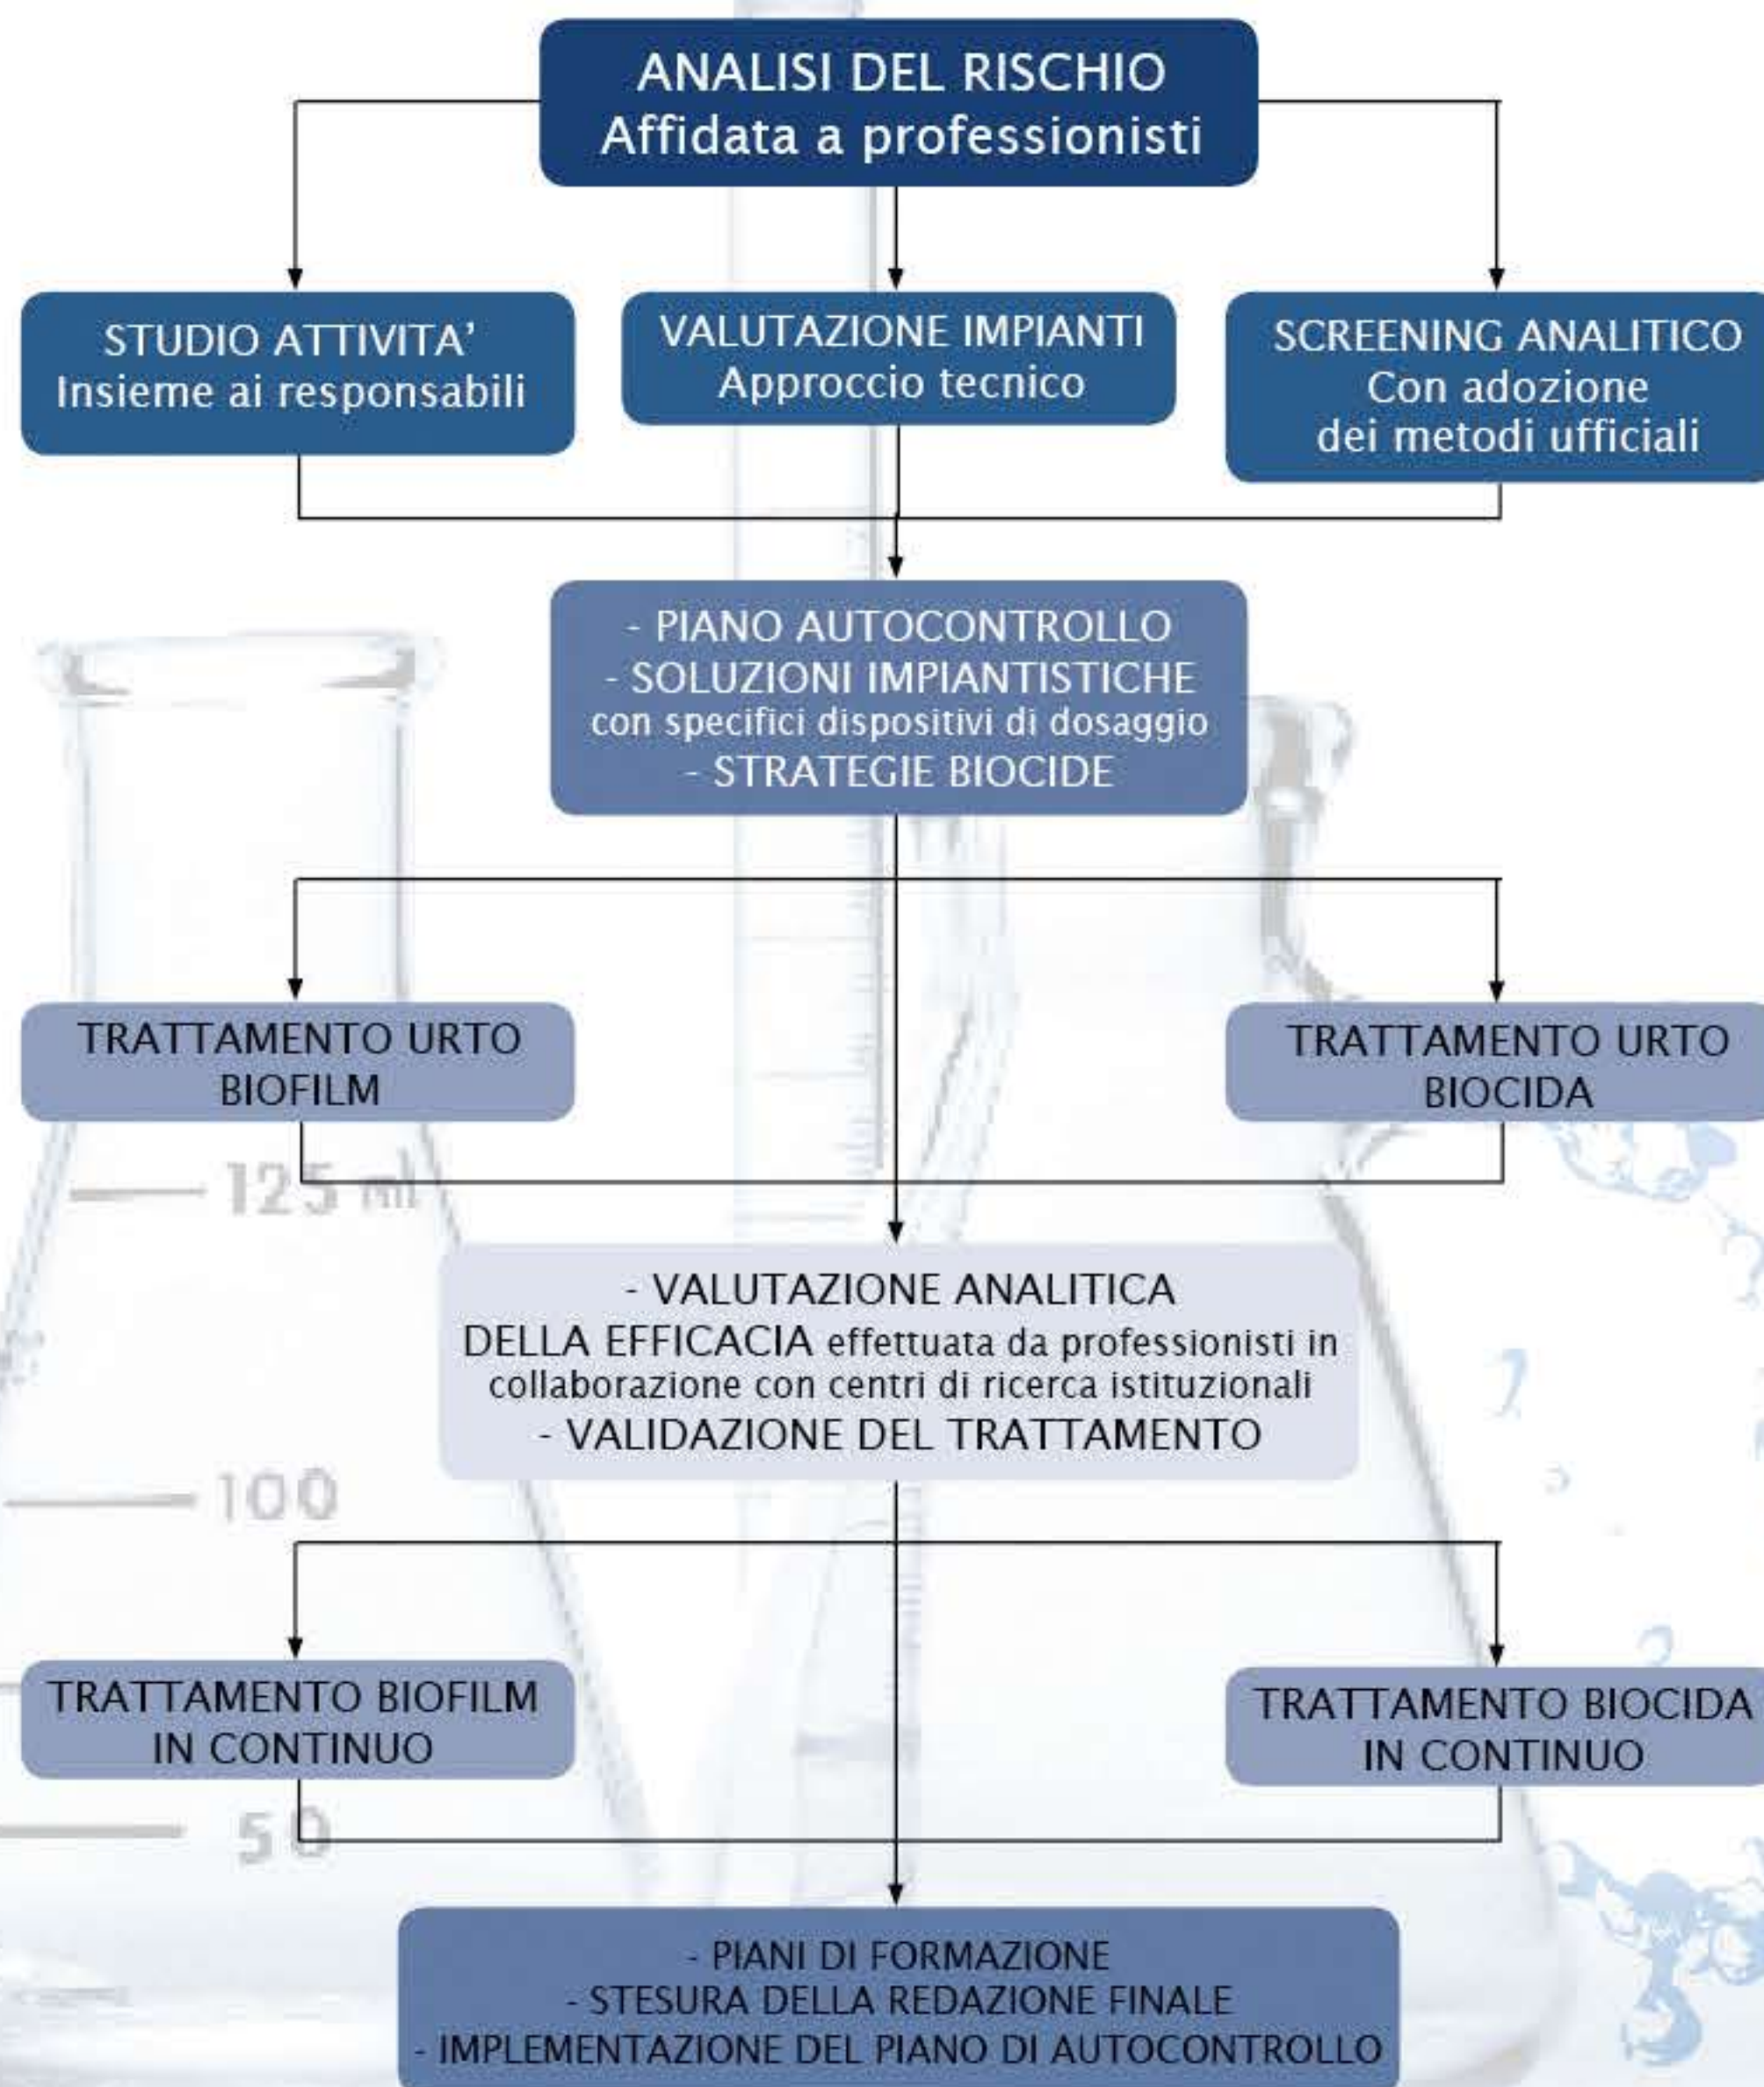 ANALISI DEL RISCHIO
Affidata a professionisti
STUDIO ATTIVITA'
Insieme ai responsabili
VALUTAZIONE IMPIANTI
Approccio tecnico
SCREENING ANALITICO
Con adozione
dei metodi ufficiali
- PIANO AUTOCONTROLLO
- SOLUZIONI IMPIANTISTICHE
con specifici dispositivi di dosaggio
- STRATEGIE BIOCIDE
TRATTAMENTO URTO
BIOFILM
TRATTAMENTO URTO
BIOCIDA
125 ml
- VALUTAZIONE ANALITICA
DELLA EFFICACIA effettuata da professionisti in
collaborazione con centri di ricerca istituzionali
- VALIDAZIONE DEL TRATTAMENTO
100
TRATTAMENTO BIOFILM
IN CONTINUO
TRATTAMENTO BIOCIDA
IN CONTINUO
50
- PIANI DI FORMAZIONE
- STESURA DELLA REDAZIONE FINALE
- IMPLEMENTAZIONE DEL PIANO DI AUTOCONTROLLO